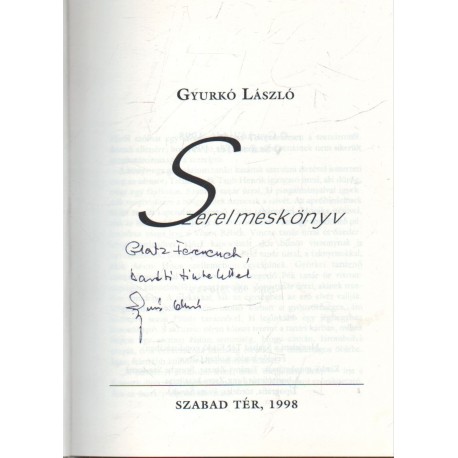 GYURKÓ LÁSZLÓ
Szerelmeskönyv
Glatz Ferencnek,
baráti tisztelettel
SZABAD TÉR, 1998